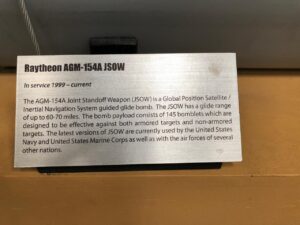 Raytheon AGM-154A JSOW
In service 1999 – current
The AGM-154A Joint Standoff Weapon (JSOW) is a Global Position Satellite /
Inertial Navigation System guided glide bomb. The JSOW has a glide range
of up to 60-70 miles. The bomb payload consists of 145 bomblets which are
designed to be effective against both armored targets and non-armored
targets. The latest versions of JSOW are currently used by the United States
Navy and United States Marine Corps as well as with the air forces of several
other nations.